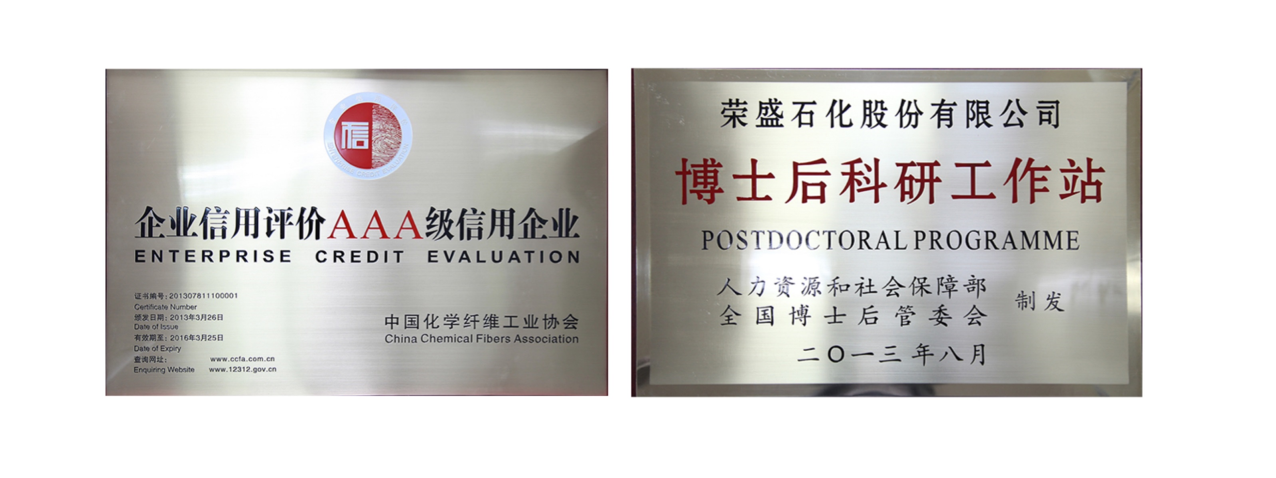 信
企业信用评价AAA级信用企业
ENTERPRISE CREDIT EVALUATION
证书编号：201307811100001
Certificate Number
颁发日期：2013年3月26日
Date of Issue
有效期至：2016年3月25日
Date of Expiry
查询网址： www.ccfa.com.cn
Enquiring Website www.12312.gov.cn
中国化学纤维工业协会
China Chemical Fibers Association
荣盛石化股份有限公司
博士后科研工作站
POSTDOCTORAL PROGRAMME
人力资源和社会保障部
全国博士后管委会
制发
二〇一三年八月